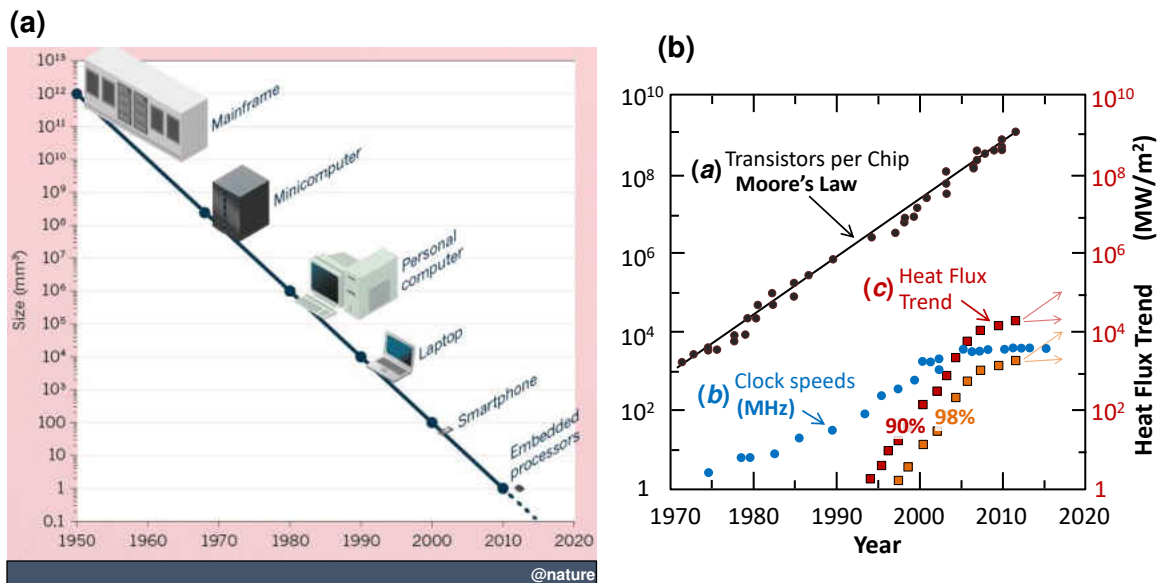 (a)
10¹³
10¹²
10¹¹
10¹⁰
10⁹
10⁸
10⁷
10⁶
10⁵
10⁴
10³
100
10
1
0.1
Size (mm³)
Mainframe
Minicomputer
Personal
computer
Laptop
Smartphone
Embedded
processors
1950
1960
1970
1980
1990
2000
2010
2020
@nature
(b)
10¹⁰
10⁸
10⁶
10⁴
10²
1
(a) Transistors per Chip
Moore's Law
(c) Heat Flux
Trend
(b) Clock speeds
(MHz)
90%
98%
1970
1980
1990
2000
2010
2020
Year
10¹⁰
10⁸
10⁶
10⁴
10²
1
Heat Flux Trend (MW/m²)